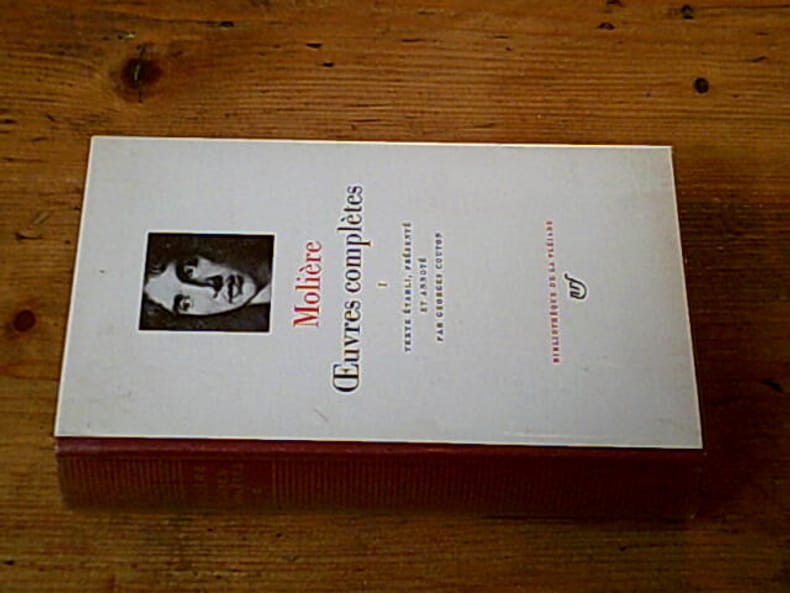 Molière
Œuvres complètes
I
TEXTE ÉTABLI, PRÉSENTÉ
ET ANNOTÉ
PAR GEORGES COUTON
nrf
BIBLIOTHÈQUE DE LA PLÉIADE